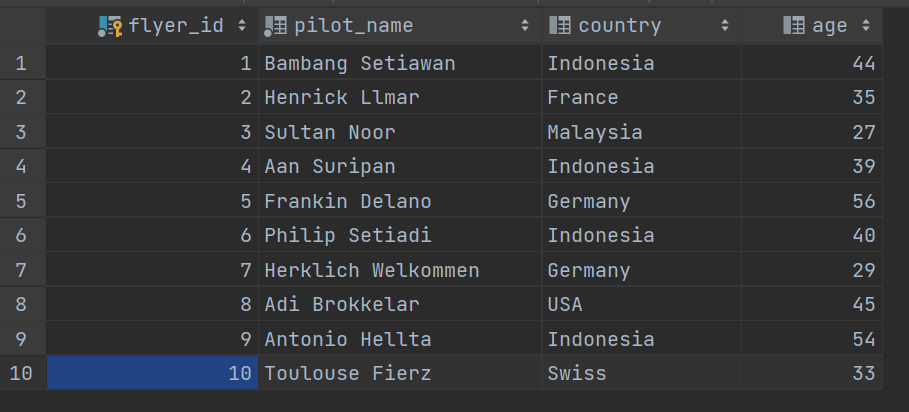 flyer_id pilot_name country age
1 1 Bambang Setiawan Indonesia 44
2 2 Henrick Llmar France 35
3 3 Sultan Noor Malaysia 27
4 4 Aan Suripan Indonesia 39
5 5 Frankin Delano Germany 56
6 6 Philip Setiadi Indonesia 40
7 7 Herklich Welkommen Germany 29
8 8 Adi Brokkelar USA 45
9 9 Antonio Hellta Indonesia 54
10 10 Toulouse Fierz Swiss 33